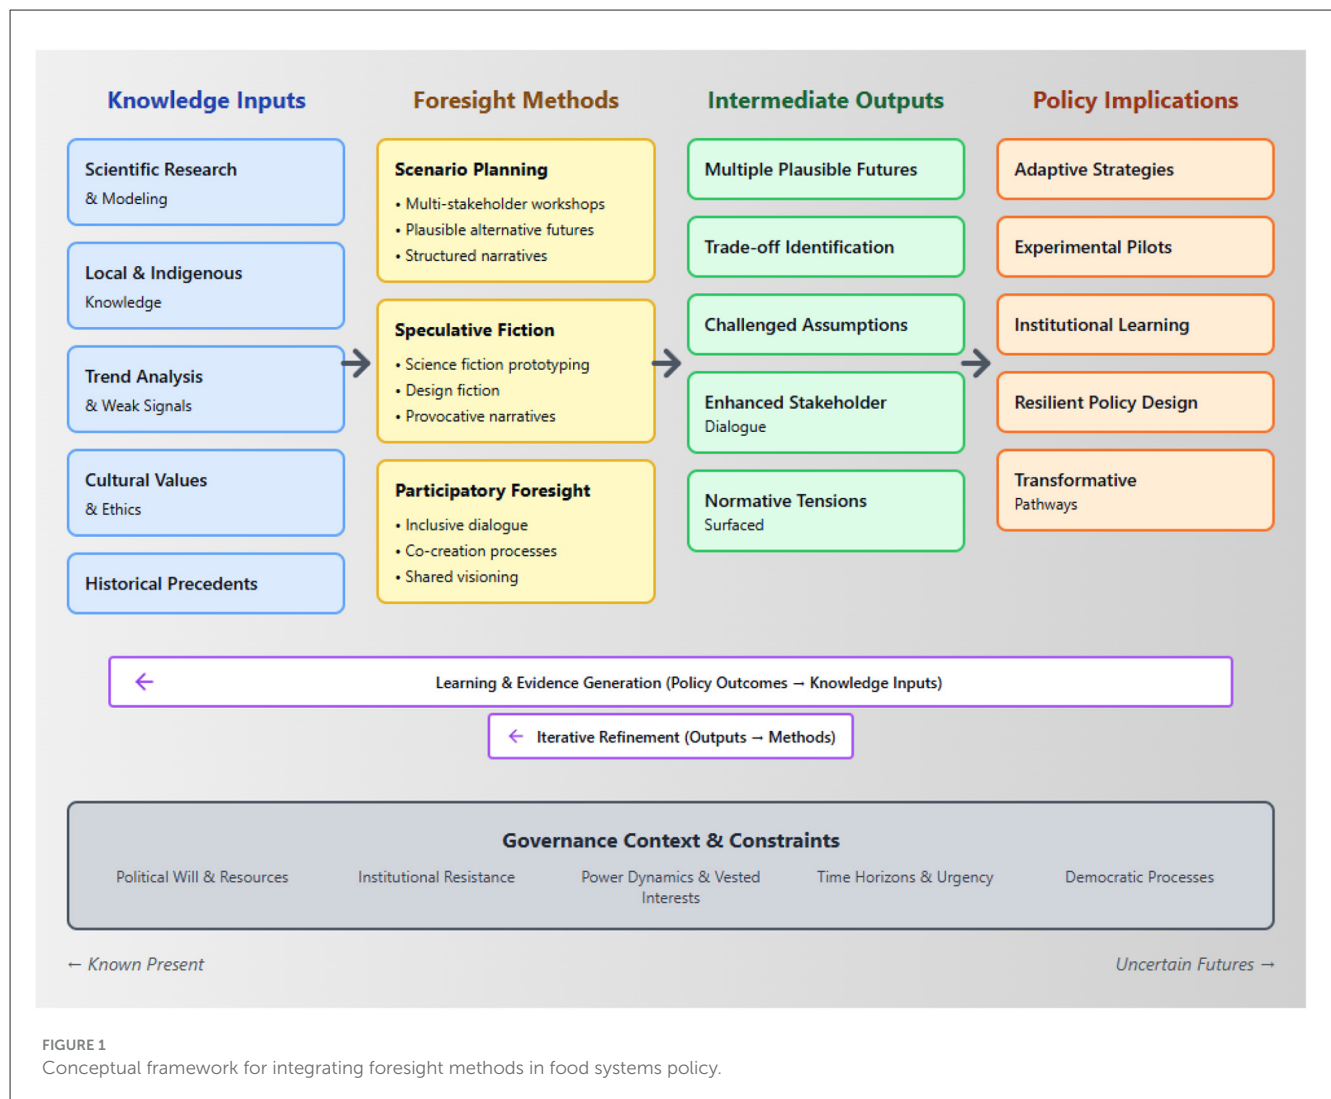 Knowledge Inputs
Scientific Research
& Modeling
Local & Indigenous
Knowledge
Trend Analysis
& Weak Signals
Cultural Values
& Ethics
Historical Precedents
Foresight Methods
Scenario Planning
• Multi-stakeholder workshops
• Plausible alternative futures
• Structured narratives
Speculative Fiction
• Science fiction prototyping
• Design fiction
• Provocative narratives
Participatory Foresight
• Inclusive dialogue
• Co-creation processes
• Shared visioning
Intermediate Outputs
Multiple Plausible Futures
Trade-off Identification
Challenged Assumptions
Enhanced Stakeholder
Dialogue
Normative Tensions
Surfaced
Policy Implications
Adaptive Strategies
Experimental Pilots
Institutional Learning
Resilient Policy Design
Transformative
Pathways
← Learning & Evidence Generation (Policy Outcomes → Knowledge Inputs)
← Iterative Refinement (Outputs → Methods)
Governance Context & Constraints
Political Will & Resources
Institutional Resistance
Power Dynamics & Vested
Interests
Time Horizons & Urgency
Democratic Processes
← Known Present
Uncertain Futures →
FIGURE 1
Conceptual framework for integrating foresight methods in food systems policy.